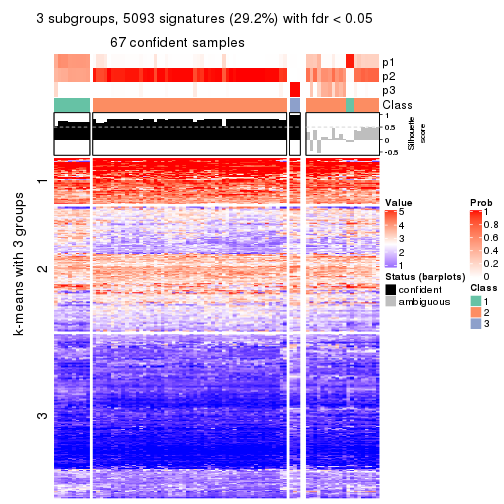 3 subgroups, 5093 signatures (29.2%) with fdr < 0.05
67 confident samples
p1
p2
p3
Class
1
0.5
0
-0.5
Silhouette
score
k-means with 3 groups
1
2
3
Value
5
4
3
2
1
Status (barplots)
confident
ambiguous
Prob
1
0.8
0.6
0.4
0.2
0
Class
1
2
3